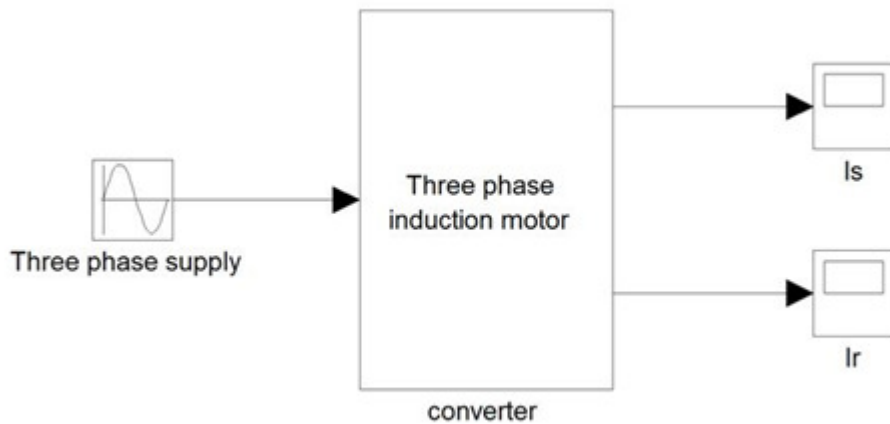 Three phase supply
Three phase
induction motor
converter
Is
Ir